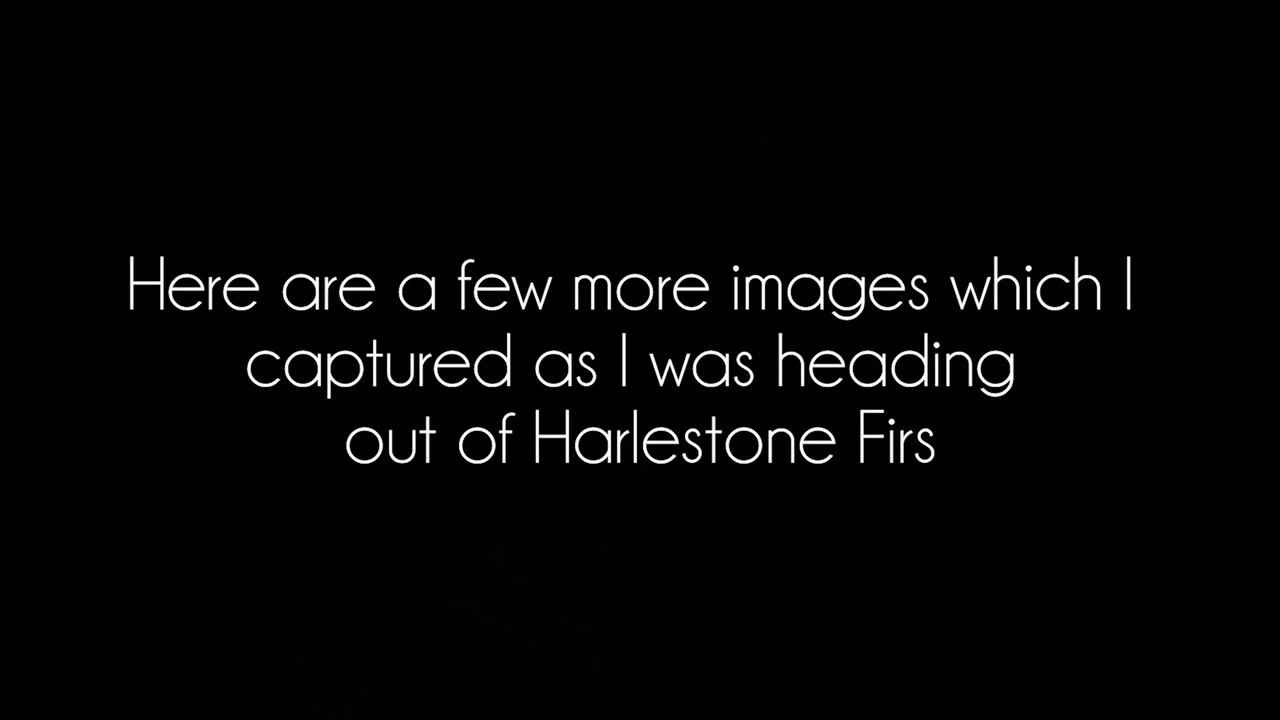 Here are a few more images which I
captured as I was heading
out of Harlestone Firs